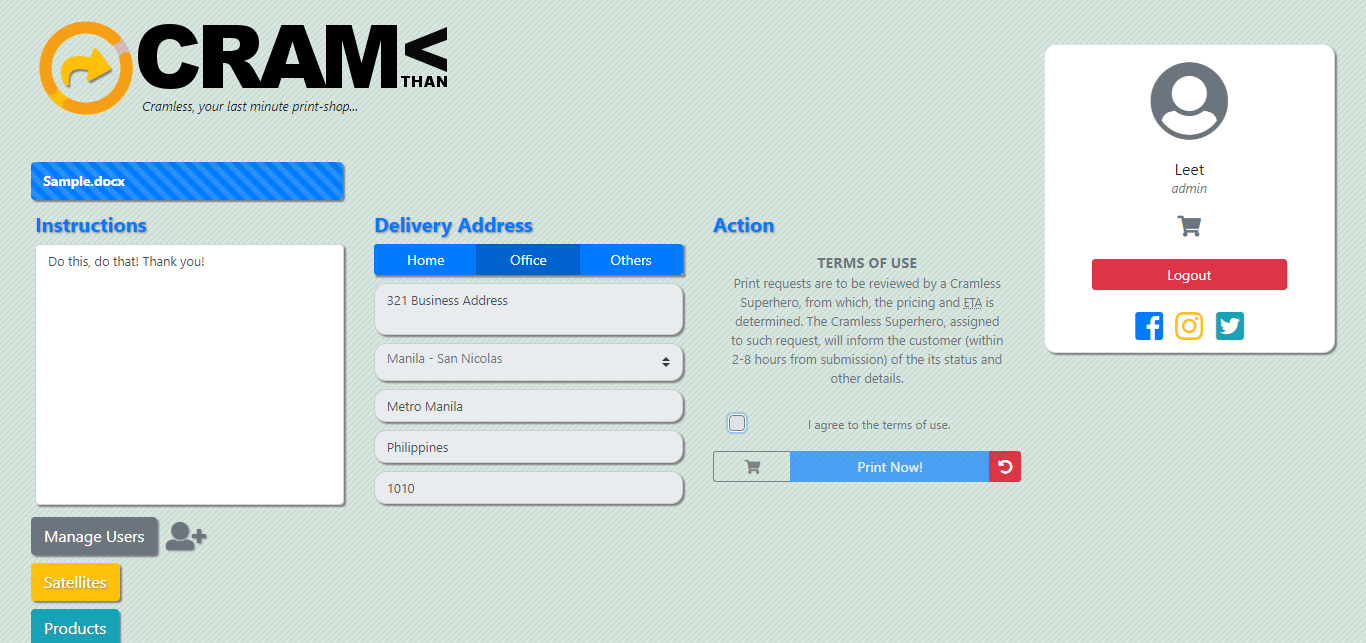 CRAM<
THAN
Cramless, your last minute print-shop...
Sample.docx
Instructions
Do this, do that! Thank you!
Delivery Address
Home Office Others
321 Business Address
Manila - San Nicolas
Metro Manila
Philippines
1010
Action
TERMS OF USE
Print requests are to be reviewed by a Cramless
Superhero, from which, the pricing and ETA is
determined. The Cramless Superhero, assigned
to such request, will inform the customer (within
2-8 hours from submission) of the its status and
other details.
I agree to the terms of use.
Print Now!
Leet
admin
Logout
Manage Users
Satellites
Products